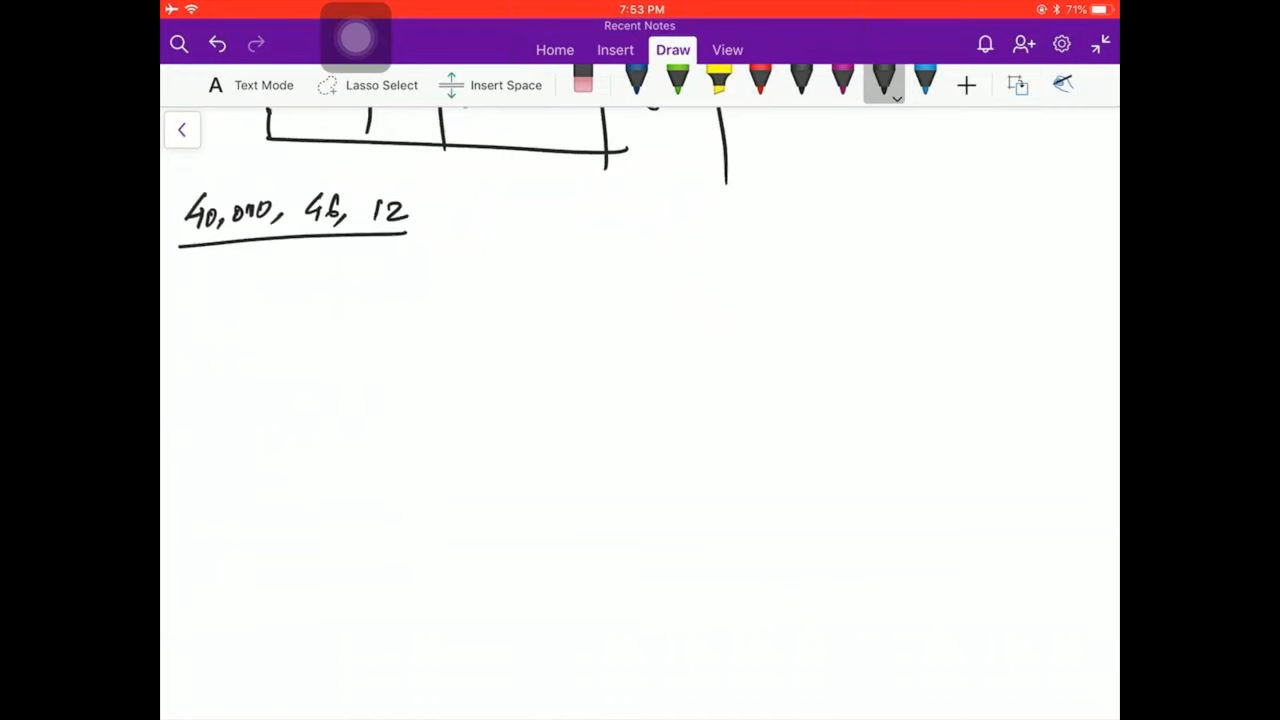 7:53 PM
71%
Recent Notes
Home Insert Draw View
A Text Mode Lasso Select Insert Space
40,000, 46, 12